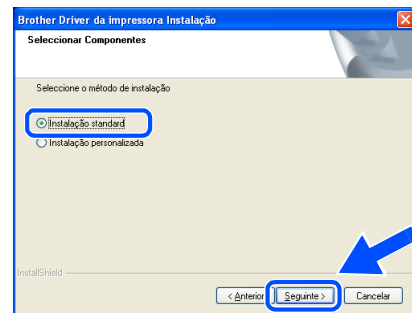 Brother Driver da impressora Instalação
Seleccionar Componentes
Seleccione o método de instalação
Instalação standard
Instalação personalizada
InstallShield
< Anterior Seguinte > Cancelar